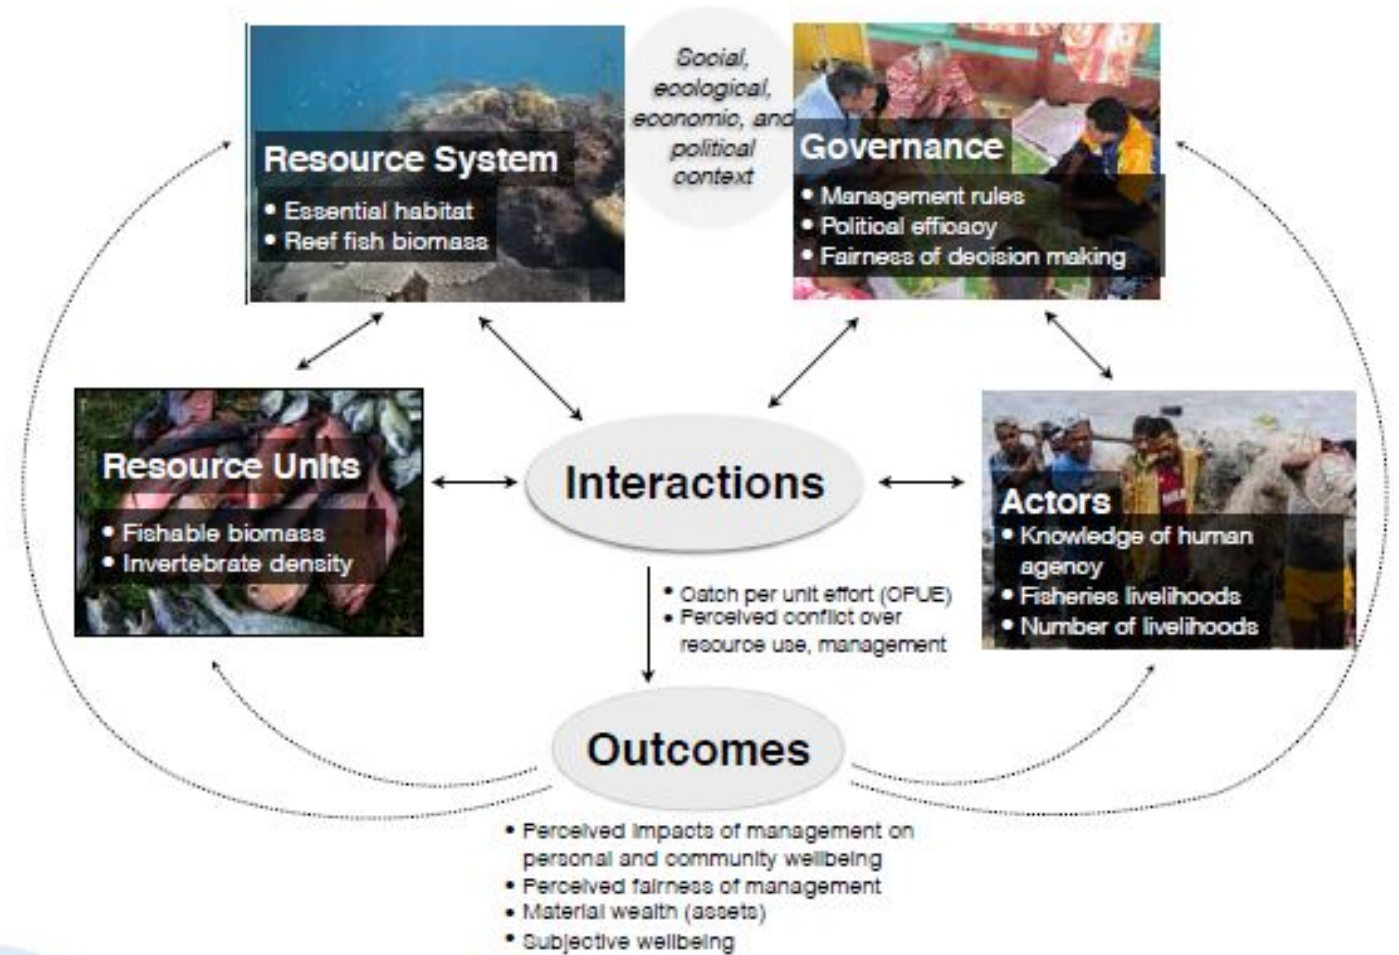 Social,
ecological,
economic, and
political
context
Resource System
• Essential habitat
• Reef fish biomass
Governance
• Management rules
• Political efficacy
• Fairness of decision making
Resource Units
• Fishable biomass
• Invertebrate density
Interactions
Actors
• Knowledge of human
agency
• Fisheries livelihoods
• Number of livelihoods
• Catch per unit effort (CPUE)
• Perceived conflict over
resource use, management
Outcomes
• Perceived impacts of management on
personal and community wellbeing
• Perceived fairness of management
• Material wealth (assets)
• Subjective wellbeing